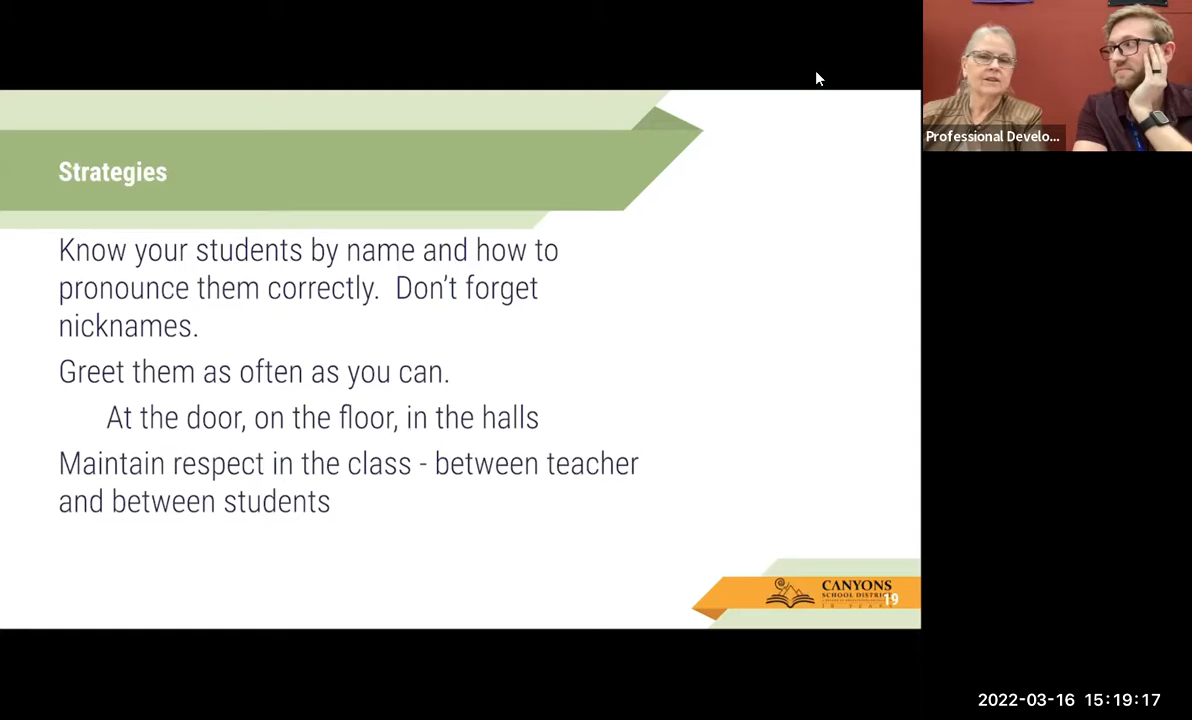 Professional Develo...
Strategies
Know your students by name and how to
pronounce them correctly.  Don't forget
nicknames.
Greet them as often as you can.
At the door, on the floor, in the halls
Maintain respect in the class - between teacher
and between students
CANYONS
SCHOOL DISTRI
19
2022-03-16 15:19:17